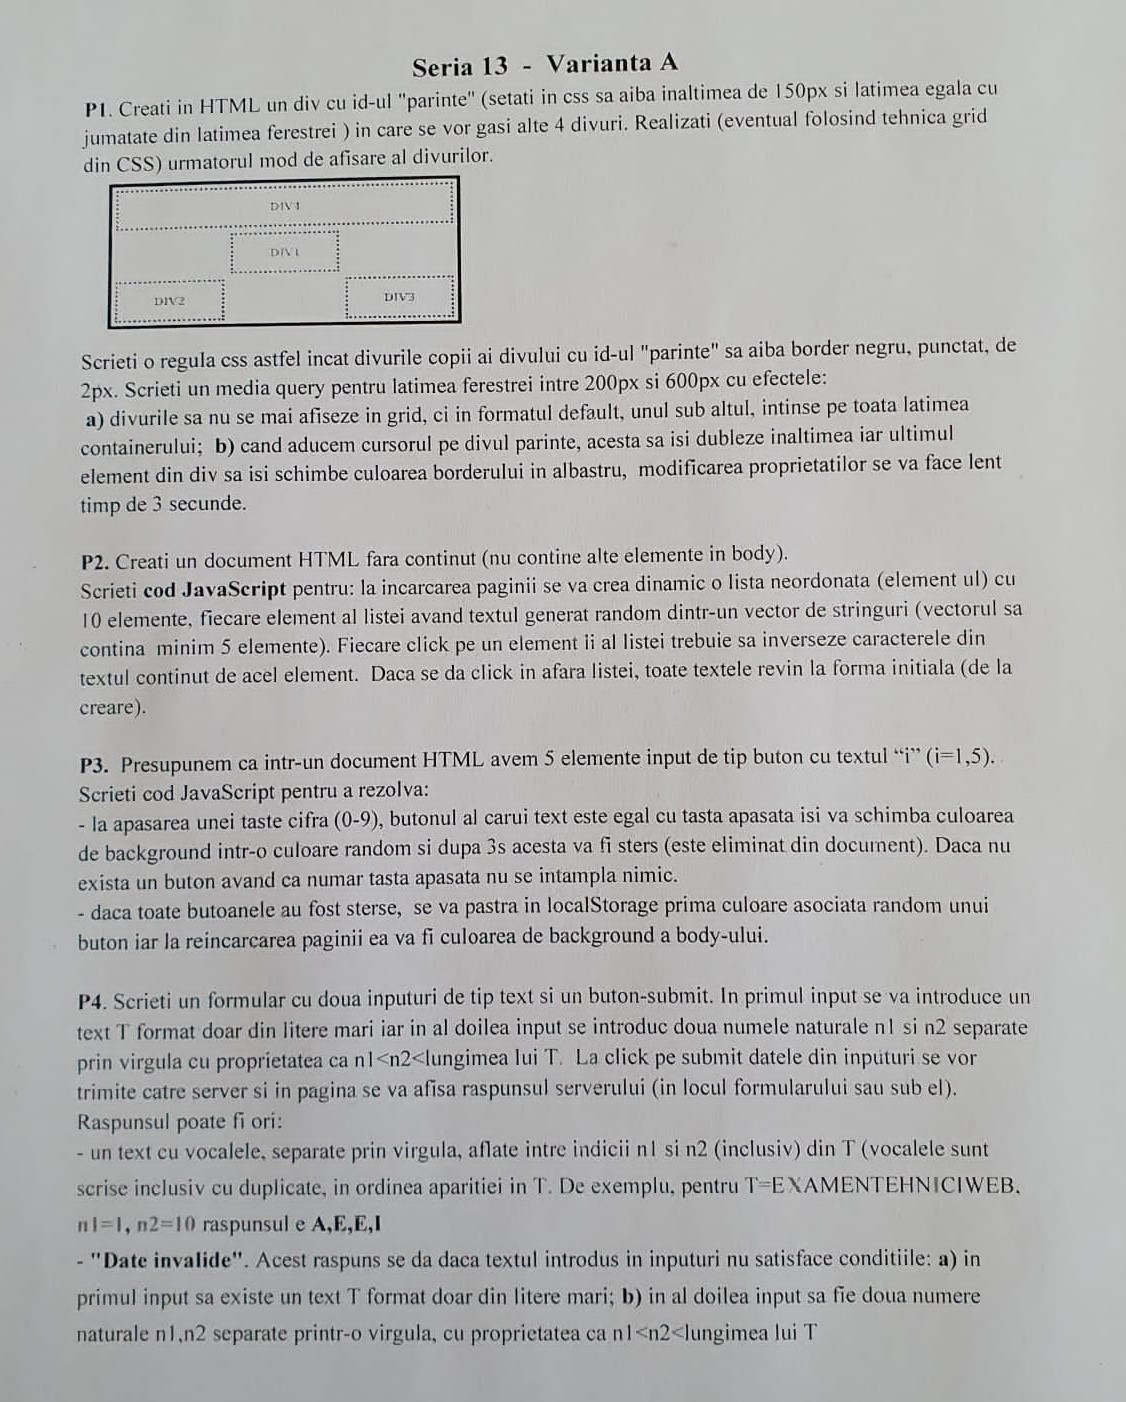 Seria 13 - Varianta A
P1. Creati in HTML un div cu id-ul "parinte" (setati in css sa aiba inaltimea de 150px si latimea egala cu
jumatate din latimea ferestrei ) in care se vor gasi alte 4 divuri. Realizati (eventual folosind tehnica grid
din CSS) urmatorul mod de afisare al divurilor.
DIV4
DIV1
DIV2 DIV3
Scrieti o regula css astfel incat divurile copii ai divului cu id-ul "parinte" sa aiba border negru, punctat, de
2px. Scrieti un media query pentru latimea ferestrei intre 200px si 600px cu efectele:
a) divurile sa nu se mai afiseze in grid, ci in formatul default, unul sub altul, intinse pe toata latimea
containerului; b) cand aducem cursorul pe divul parinte, acesta sa isi dubleze inaltimea iar ultimul
element din div sa isi schimbe culoarea borderului in albastru, modificarea proprietatilor se va face lent
timp de 3 secunde.
P2. Creati un document HTML fara continut (nu contine alte elemente in body).
Scrieti cod JavaScript pentru: la incarcarea paginii se va crea dinamic o lista neordonata (element ul) cu
10 elemente, fiecare element al listei avand textul generat random dintr-un vector de stringuri (vectorul sa
contina minim 5 elemente). Fiecare click pe un element li al listei trebuie sa inverseze caracterele din
textul continut de acel element. Daca se da click in afara listei, toate textele revin la forma initiala (de la
creare).
P3. Presupunem ca intr-un document HTML avem 5 elemente input de tip buton cu textul “i” (i=1,5).
Scrieti cod JavaScript pentru a rezolva:
- la apasarea unei taste cifra (0-9), butonul al carui text este egal cu tasta apasata isi va schimba culoarea
de background intr-o culoare random si dupa 3s acesta va fi sters (este eliminat din document). Daca nu
exista un buton avand ca numar tasta apasata nu se intampla nimic.
- daca toate butoanele au fost sterse, se va pastra in localStorage prima culoare asociata random unui
buton iar la reincarcarea paginii ea va fi culoarea de background a body-ului.
P4. Scrieti un formular cu doua inputuri de tip text si un buton-submit. In primul input se va introduce un
text T format doar din litere mari iar in al doilea input se introduc doua numele naturale n1 si n2 separate
prin virgula cu proprietatea ca n1<n2<lungimea lui T. La click pe submit datele din inputuri se vor
trimite catre server si in pagina se va afisa raspunsul serverului (in locul formularului sau sub el).
Raspunsul poate fi ori:
- un text cu vocalele, separate prin virgula, aflate intre indicii n1 si n2 (inclusiv) din T (vocalele sunt
scrise inclusiv cu duplicate, in ordinea aparitiei in T. De exemplu, pentru T=EXAMENTEHNICIWEB,
n1=1, n2=10 raspunsul e A,E,E,I
- "Date invalide". Acest raspuns se da daca textul introdus in inputuri nu satisface conditiile: a) in
primul input sa existe un text T format doar din litere mari; b) in al doilea input sa fie doua numere
naturale n1,n2 separate printr-o virgula, cu proprietatea ca n1<n2<lungimea lui T